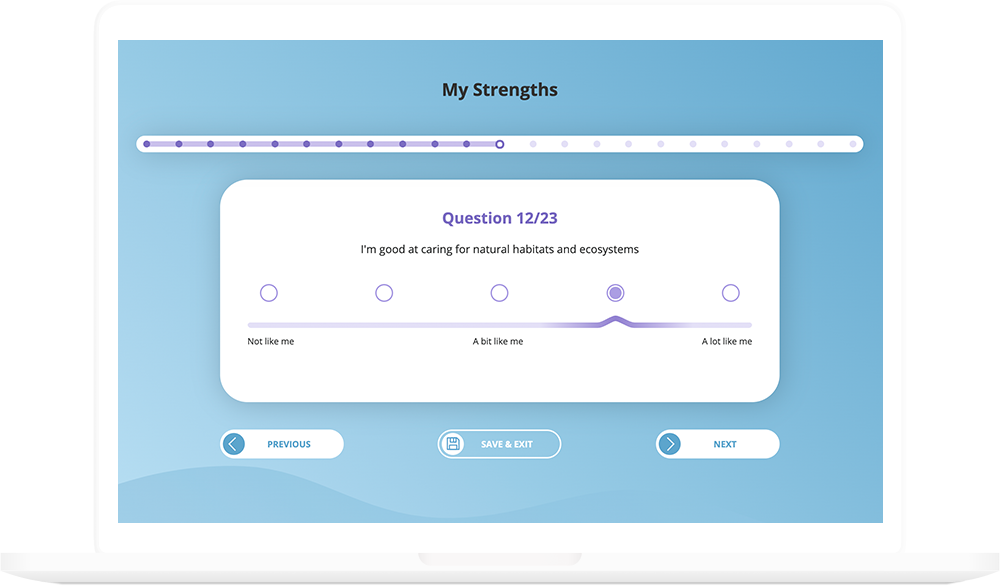 My Strengths
Question 12/23
I'm good at caring for natural habitats and ecosystems
Not like me
A bit like me
A lot like me
PREVIOUS
SAVE & EXIT
NEXT